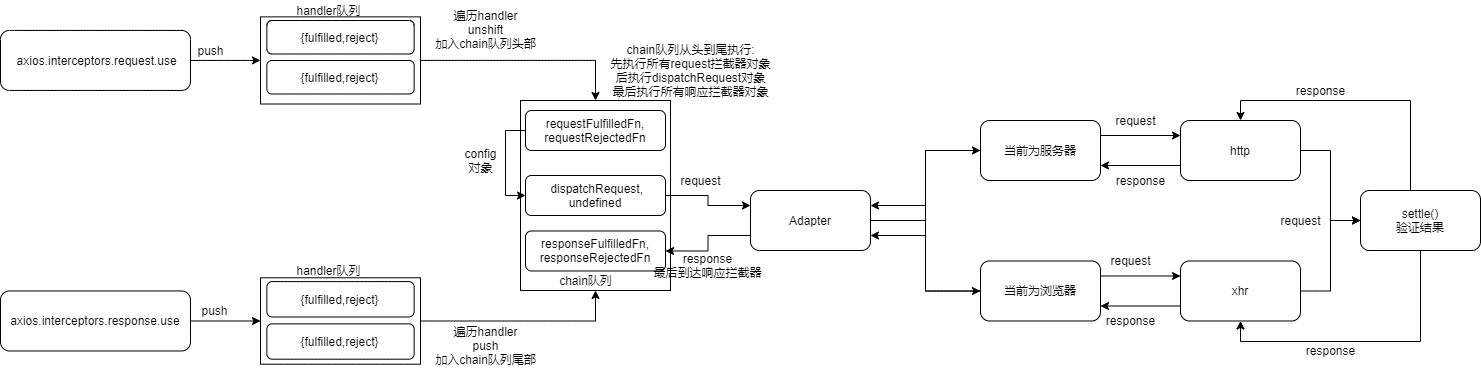 handler队列
axios.interceptors.request.use
push
{fulfilled,reject}
{fulfilled,reject}
遍历handler
unshift
加入chain队列头部
chain队列从头到尾执行:
先执行所有request拦截器对象
后执行dispatchRequest对象
最后执行所有响应拦截器对象
requestFulfilledFn,
requestRejectedFn
config
对象
dispatchRequest,
undefined
responseFulfilledFn,
responseRejectedFn
chain队列
request
response
最后到达响应拦截器
Adapter
当前为服务器
request
response
http
response
当前为浏览器
request
response
xhr
request
settle()
验证结果
response
handler队列
axios.interceptors.response.use
push
{fulfilled,reject}
{fulfilled,reject}
遍历handler
push
加入chain队列尾部